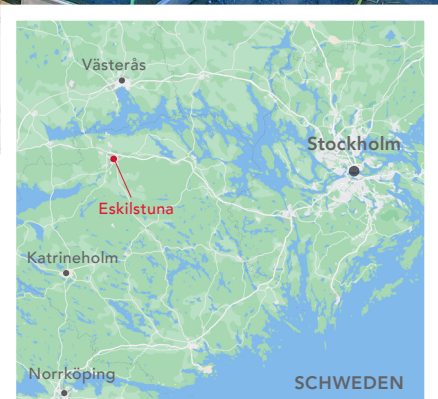 Västerås
Stockholm
Eskilstuna
Katrineholm
Norrköping
SCHWEDEN